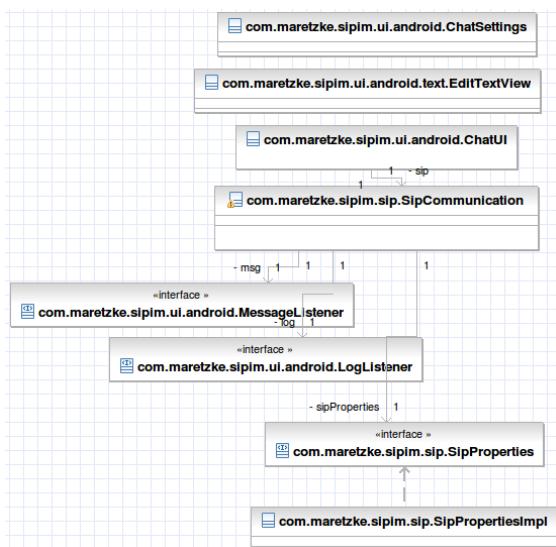 com.maretzke.sipim.ui.android.ChatSettings
com.maretzke.sipim.ui.android.text.EditTextView
com.maretzke.sipim.ui.android.ChatUI
1 - sip
1
com.maretzke.sipim.sip.SipCommunication
- msg 1 1 1 1
«interface »
com.maretzke.sipim.ui.android.MessageListener
- log 1
«interface »
com.maretzke.sipim.ui.android.LogListener
- sipProperties 1
«interface »
com.maretzke.sipim.sip.SipProperties
com.maretzke.sipim.sip.SipPropertiesImpl